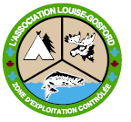 L'ASSOCIATION LOUISE-GOSFORD
ZONE D'EXPLOITATION CONTRÔLÉE